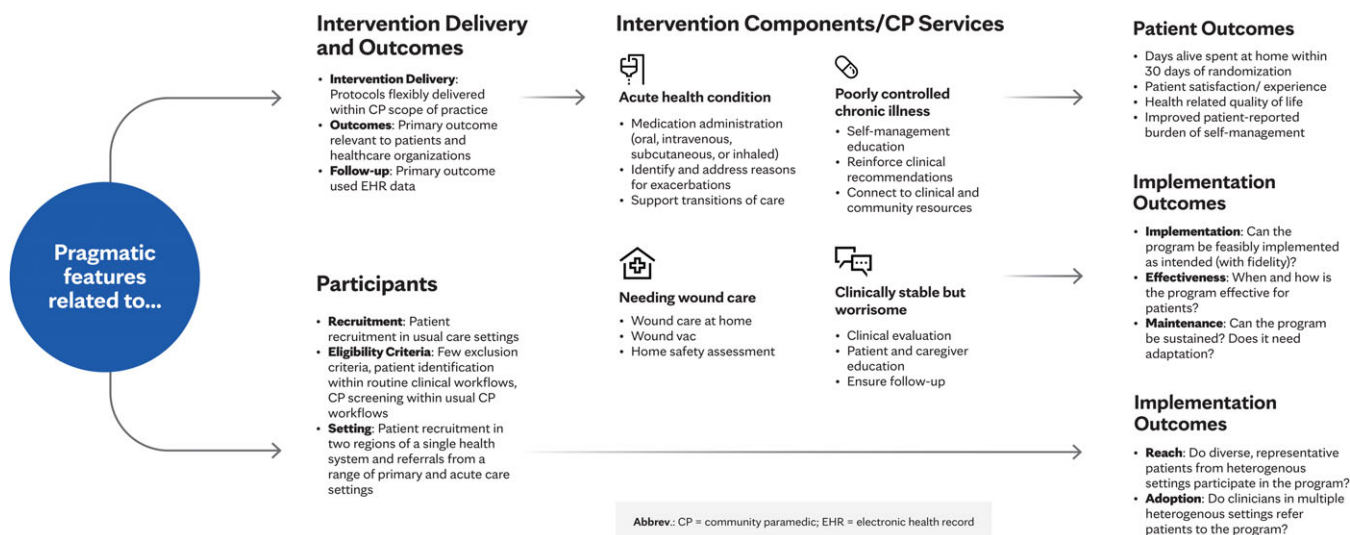 Pragmatic
features
related to...
Intervention Delivery
and Outcomes
• Intervention Delivery:
Protocols flexibly delivered
within CP scope of practice
• Outcomes: Primary outcome
relevant to patients and
healthcare organizations
• Follow-up: Primary outcome
used EHR data
Participants
• Recruitment: Patient
recruitment in usual care settings
• Eligibility Criteria: Few exclusion
criteria, patient identification
within routine clinical workflows,
CP screening within usual CP
workflows
• Setting: Patient recruitment in
two regions of a single health
system and referrals from a
range of primary and acute care
settings
Intervention Components/CP Services
Acute health condition
• Medication administration
(oral, intravenous,
subcutaneous, or inhaled)
• Identify and address reasons
for exacerbations
• Support transitions of care
Poorly controlled
chronic illness
• Self-management
education
• Reinforce clinical
recommendations
• Connect to clinical and
community resources
Needing wound care
• Wound care at home
• Wound vac
• Home safety assessment
Clinically stable but
worrisome
• Clinical evaluation
• Patient and caregiver
education
• Ensure follow-up
Patient Outcomes
• Days alive spent at home within
30 days of randomization
• Patient satisfaction/ experience
• Health related quality of life
• Improved patient-reported
burden of self-management
Implementation
Outcomes
• Implementation: Can the
program be feasibly implemented
as intended (with fidelity)?
• Effectiveness: When and how is
the program effective for
patients?
• Maintenance: Can the program
be sustained? Does it need
adaptation?
Implementation
Outcomes
• Reach: Do diverse, representative
patients from heterogenous
settings participate in the program?
• Adoption: Do clinicians in multiple
heterogenous settings refer
patients to the program?
Abbrev.: CP = community paramedic; EHR = electronic health record